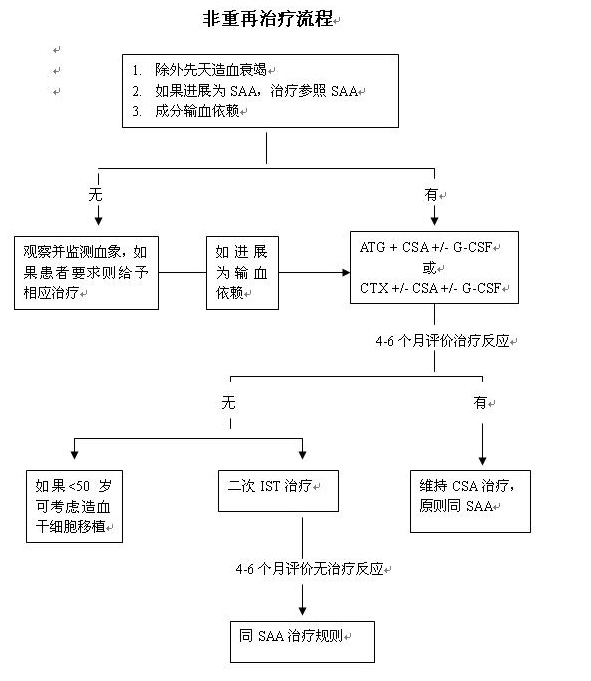 非重再治疗流程
1. 除外先天造血衰竭
2. 如果进展为 SAA，治疗参照 SAA
3. 成分输血依赖
无
有
观察并监测血象，如
果患者要求则给予
相应治疗
如进展
为输血
依赖
ATG + CSA +/- G-CSF
或
CTX +/- CSA +/- G-CSF
4-6 个月评价治疗反应
无
有
如果<50 岁
可考虑造血
干细胞移植
二次 IST 治疗
维持 CSA 治疗，
原则同 SAA
4-6 个月评价无治疗反应
同 SAA 治疗规则